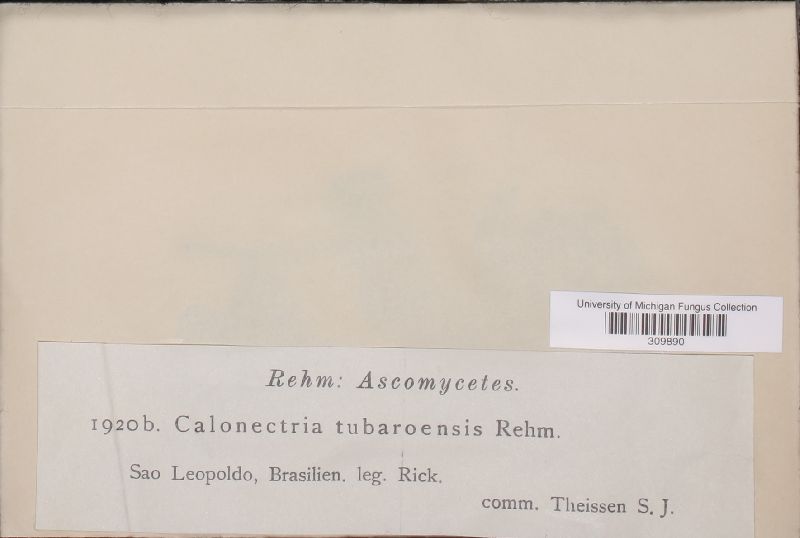 University of Michigan Fungus Collection
309890
Rehm: Ascomycetes.
1920b. Calonectria tubaroensis Rehm.
Sao Leopoldo, Brasilien. leg. Rick.
comm. Theissen S. J.